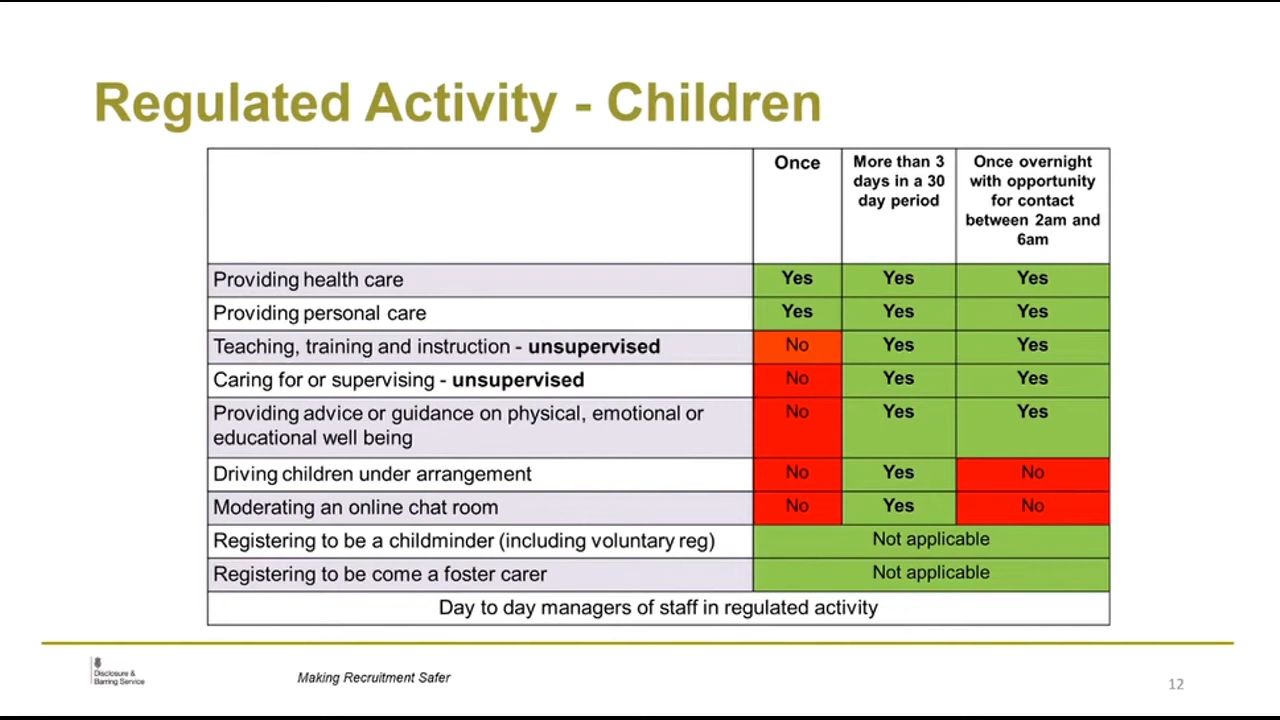 Regulated Activity - Children
Once
More than 3
days in a 30
day period
Once overnight
with opportunity
for contact
between 2am and
6am
Providing health care Yes Yes Yes
Providing personal care Yes Yes Yes
Teaching, training and instruction - unsupervised No Yes Yes
Caring for or supervising - unsupervised No Yes Yes
Providing advice or guidance on physical, emotional or
educational well being
No Yes Yes
Driving children under arrangement No Yes No
Moderating an online chat room No Yes No
Registering to be a childminder (including voluntary reg) Not applicable
Registering to be come a foster carer Not applicable
Day to day managers of staff in regulated activity
Disclosure &
Barring Service
Making Recruitment Safer
12